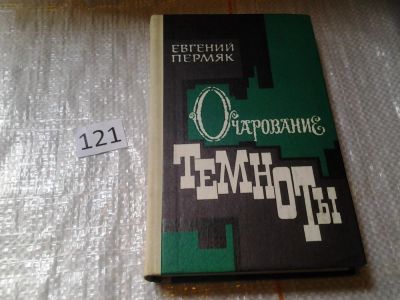 ЕВГЕНИЙ
ПЕРМЯК
ОЧАРОВАНИЕ
ТЕМНОТЫ
121